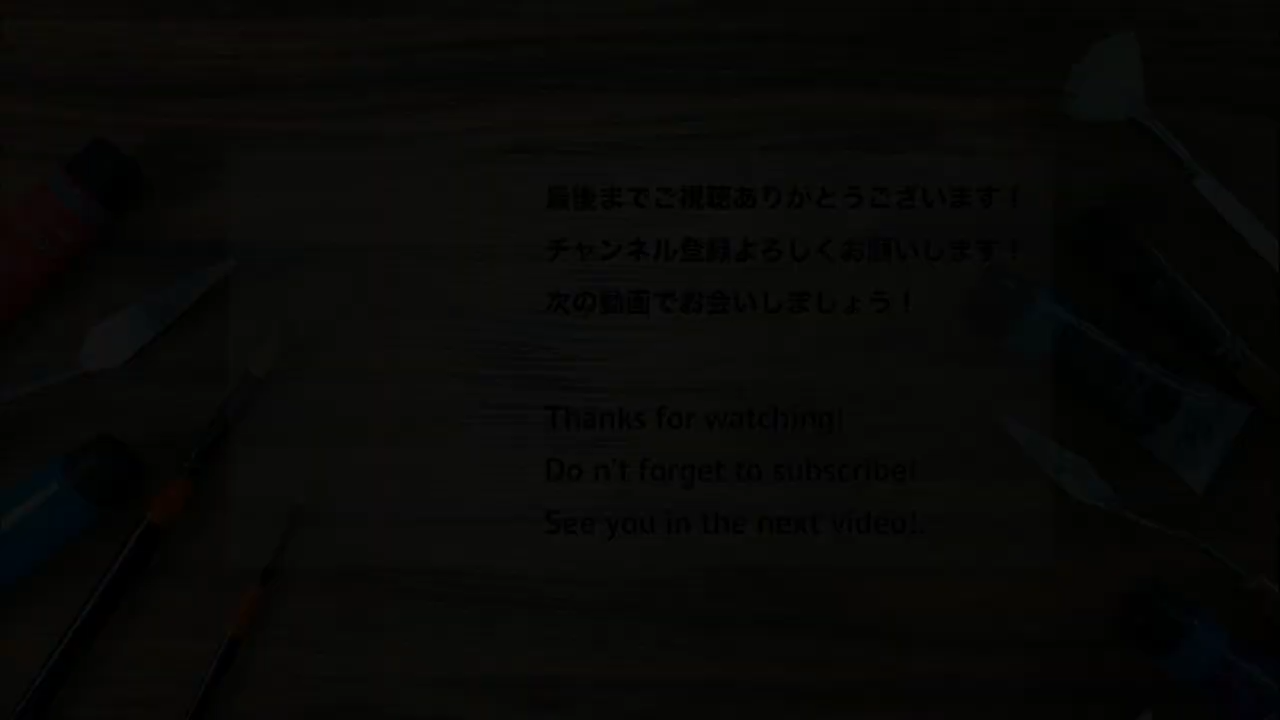 最後までご視聴ありがとうございます！
チャンネル登録よろしくお願いします！
次の動画でお会いしましょう！
Thanks for watching!
Do n't forget to subscribe!
See you in the next video!.